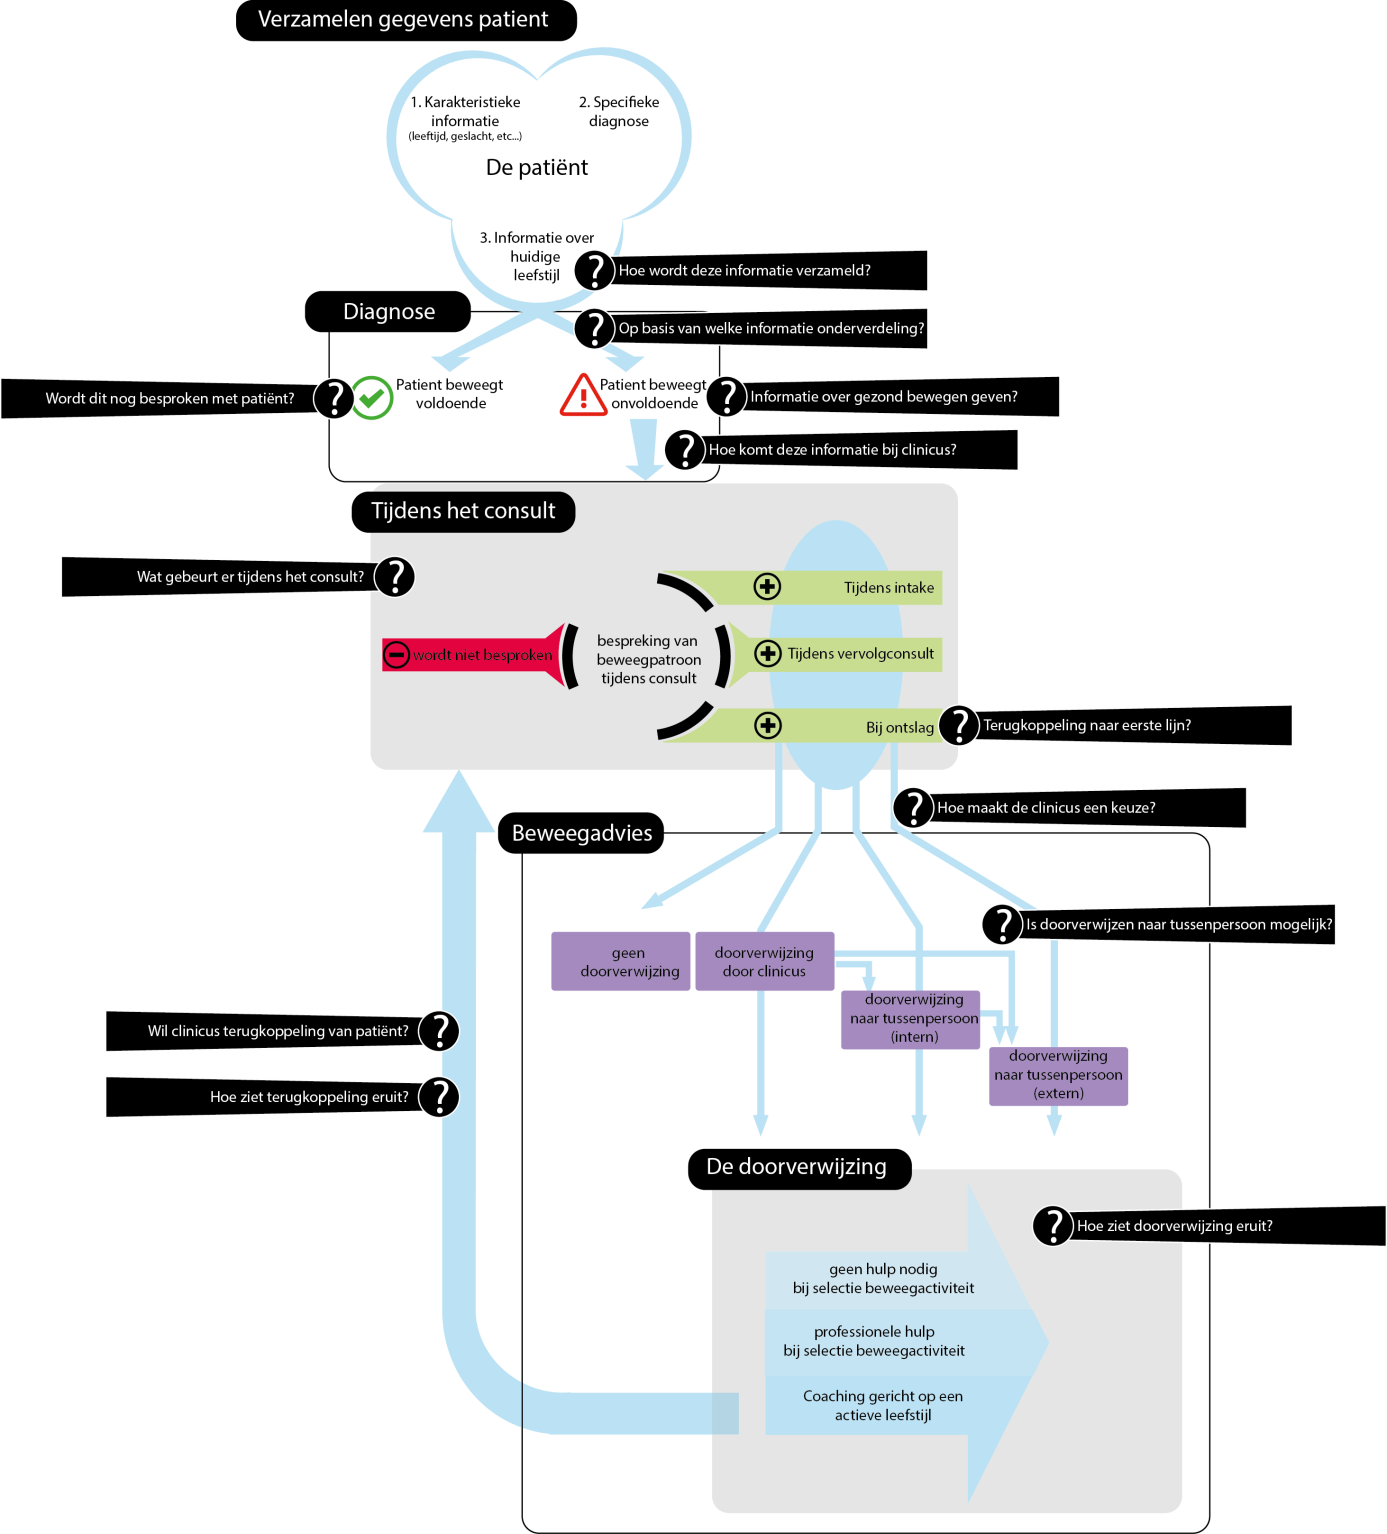 Verzamelen gegevens patient
1. Karakteristieke
informatie
(leeftijd, geslacht, etc...)
2. Specifieke
diagnose
De patiënt
3. Informatie over
huidige
leefstijl
? Hoe wordt deze informatie verzameld?
Diagnose
? Op basis van welke informatie onderverdeling?
Wordt dit nog besproken met patiënt? ?
Patient beweegt
voldoende
Patient beweegt
onvoldoende
? Informatie over gezond bewegen geven?
? Hoe komt deze informatie bij clinicus?
Tijdens het consult
Wat gebeurt er tijdens het consult? ?
Tijdens intake
wordt niet besproken
bespreking van
beweegpatroon
tijdens consult
Tijdens vervolgconsult
Bij ontslag
? Terugkoppeling naar eerste lijn?
? Hoe maakt de clinicus een keuze?
Beweegadvies
? Is doorverwijzen naar tussenpersoon mogelijk?
geen
doorverwijzing
doorverwijzing
door clinicus
doorverwijzing
naar tussenpersoon
(intern)
doorverwijzing
naar tussenpersoon
(extern)
Wil clinicus terugkoppeling van patiënt? ?
Hoe ziet terugkoppeling eruit? ?
De doorverwijzing
? Hoe ziet doorverwijzing eruit?
geen hulp nodig
bij selectie beweegactiviteit
professionele hulp
bij selectie beweegactiviteit
Coaching gericht op een
actieve leefstijl